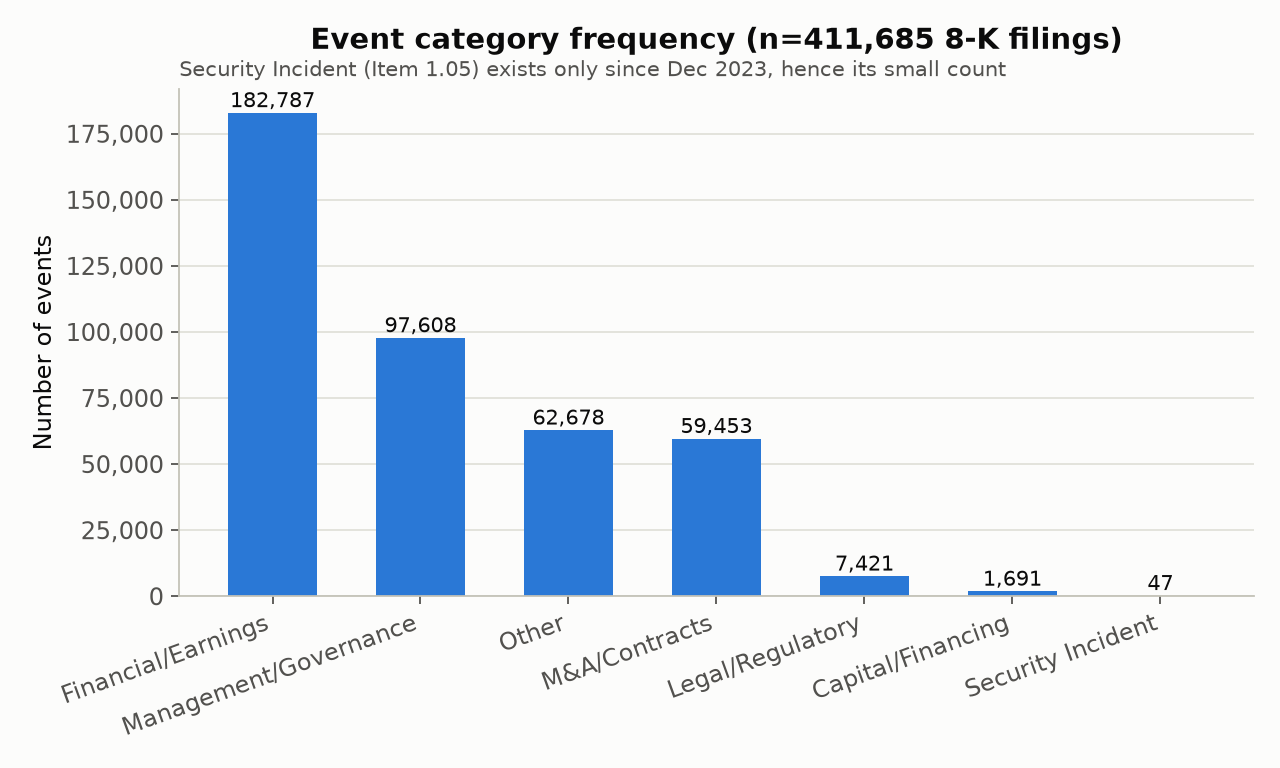 Event category frequency (n=411,685 8-K filings)
Security Incident (Item 1.05) exists only since Dec 2023, hence its small count
Number of events
175,000
150,000
125,000
100,000
75,000
50,000
25,000
0
182,787
97,608
62,678
59,453
7,421
1,691
47
Financial/Earnings
Management/Governance
Other
M&A/Contracts
Legal/Regulatory
Capital/Financing
Security Incident